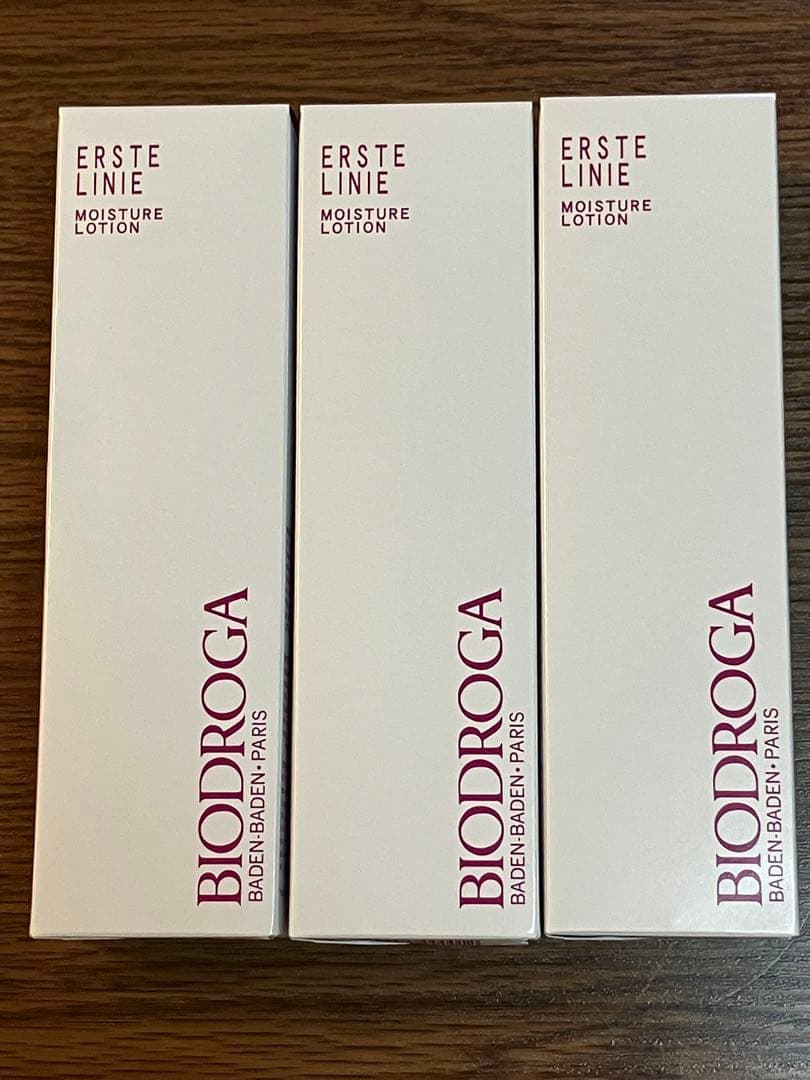 ERSTE
LINIE
MOISTURE
LOTION
BIODROGA
BADEN-BADEN • PARIS
ERSTE
LINIE
MOISTURE
LOTION
BIODROGA
BADEN-BADEN • PARIS
ERSTE
LINIE
MOISTURE
LOTION
BIODROGA
BADEN-BADEN • PARIS